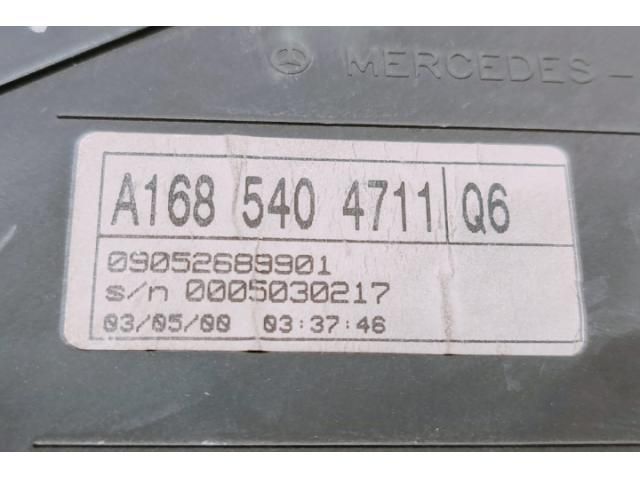 MERCEDES-
A168 540 4711 Q6
09052689901
s/n 0005030217
03/05/00 03:37:46